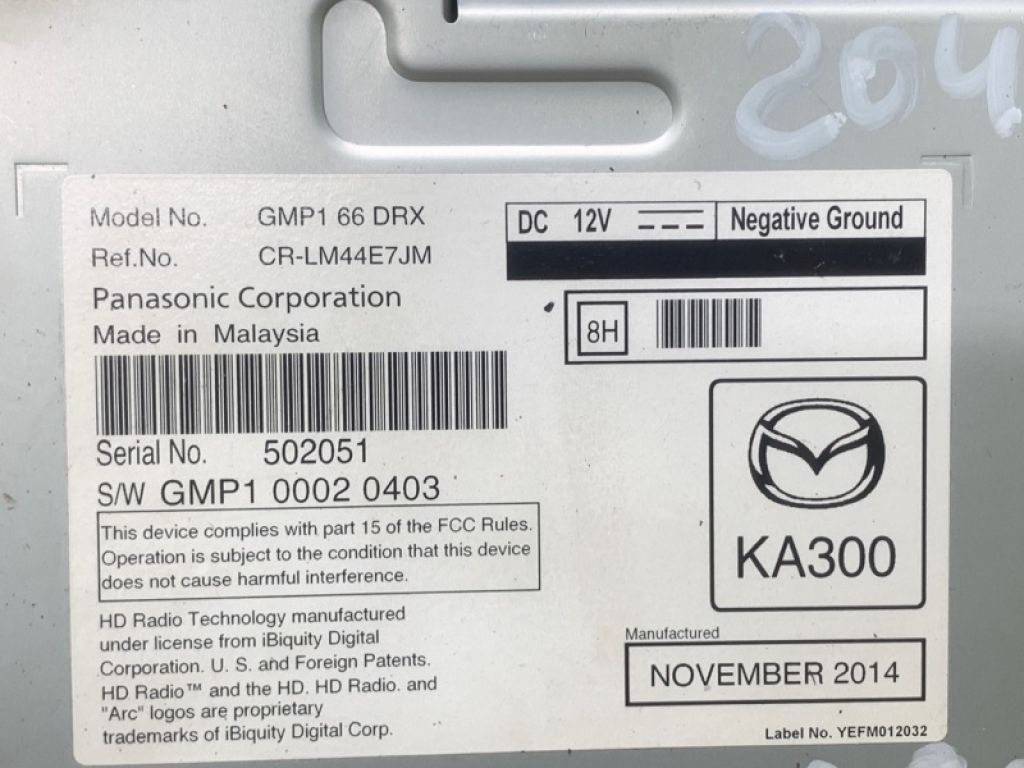 204
Model No. GMP1 66 DRX
Ref.No. CR-LM44E7JM
Panasonic Corporation
Made in Malaysia
Serial No. 502051
S/W GMP1 0002 0403
This device complies with part 15 of the FCC Rules.
Operation is subject to the condition that this device
does not cause harmful interference.
HD Radio Technology manufactured
under license from iBiquity Digital
Corporation. U. S. and Foreign Patents.
HD Radio™ and the HD. HD Radio. and
"Arc" logos are proprietary
trademarks of iBiquity Digital Corp.
DC 12V Negative Ground
8H
KA300
Manufactured
NOVEMBER 2014
Label No. YEFM012032